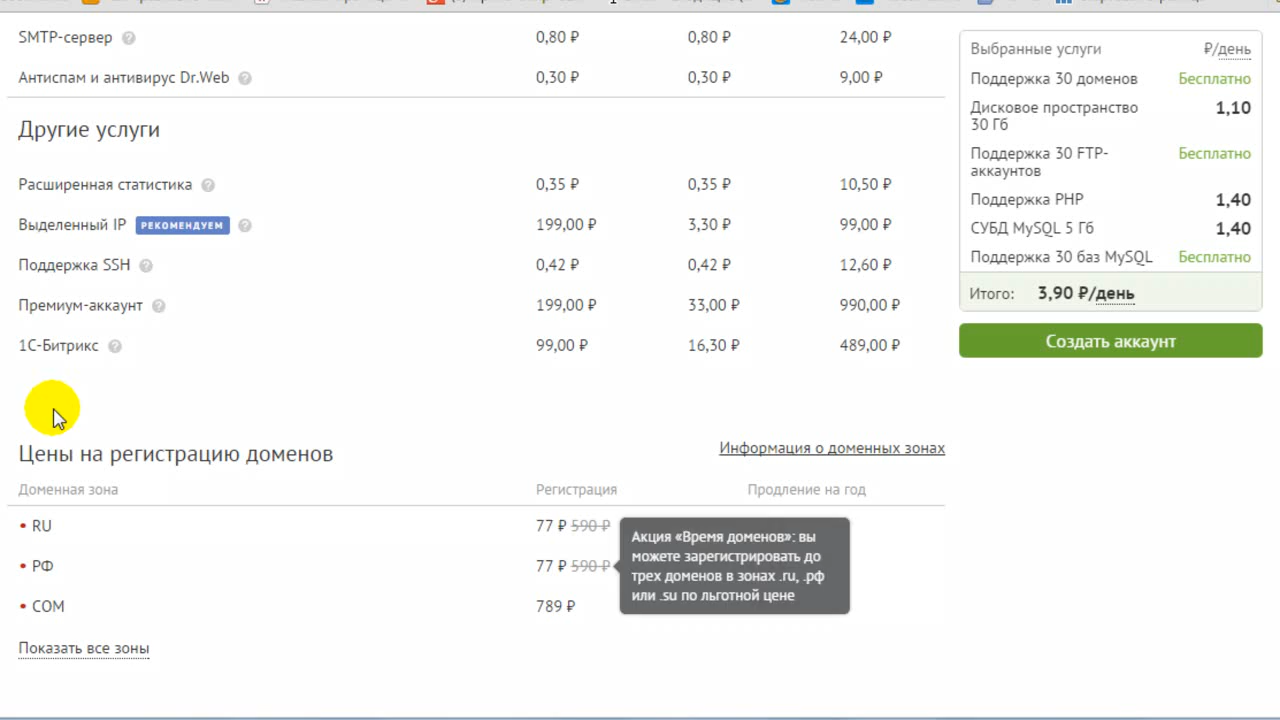 SMTP-сервер ? 0,80 ₽ 0,80 ₽ 24,00 ₽
Антиспам и антивирус Dr.Web ? 0,30 ₽ 0,30 ₽ 9,00 ₽
Другие услуги
Расширенная статистика ? 0,35 ₽ 0,35 ₽ 10,50 ₽
Выделенный IP РЕКОМЕНДУЕМ ? 199,00 ₽ 3,30 ₽ 99,00 ₽
Поддержка SSH ? 0,42 ₽ 0,42 ₽ 12,60 ₽
Премиум-аккаунт ? 199,00 ₽ 33,00 ₽ 990,00 ₽
1С-Битрикс ? 99,00 ₽ 16,30 ₽ 489,00 ₽
Цены на регистрацию доменов
Информация о доменных зонах
Доменная зона Регистрация Продление на год
• RU 77 ₽ 590 ₽
• РФ 77 ₽ 590 ₽
• COM 789 ₽
Акция «Время доменов»: вы
можете зарегистрировать до
трех доменов в зонах .ru, .рф
или .su по льготной цене
Показать все зоны
Выбранные услуги ₽/день
Поддержка 30 доменов Бесплатно
Дисковое пространство
30 Гб 1,10
Поддержка 30 FTP-
аккаунтов Бесплатно
Поддержка PHP 1,40
СУБД MySQL 5 Гб 1,40
Поддержка 30 баз MySQL Бесплатно
Итого: 3,90 ₽/день
Создать аккаунт